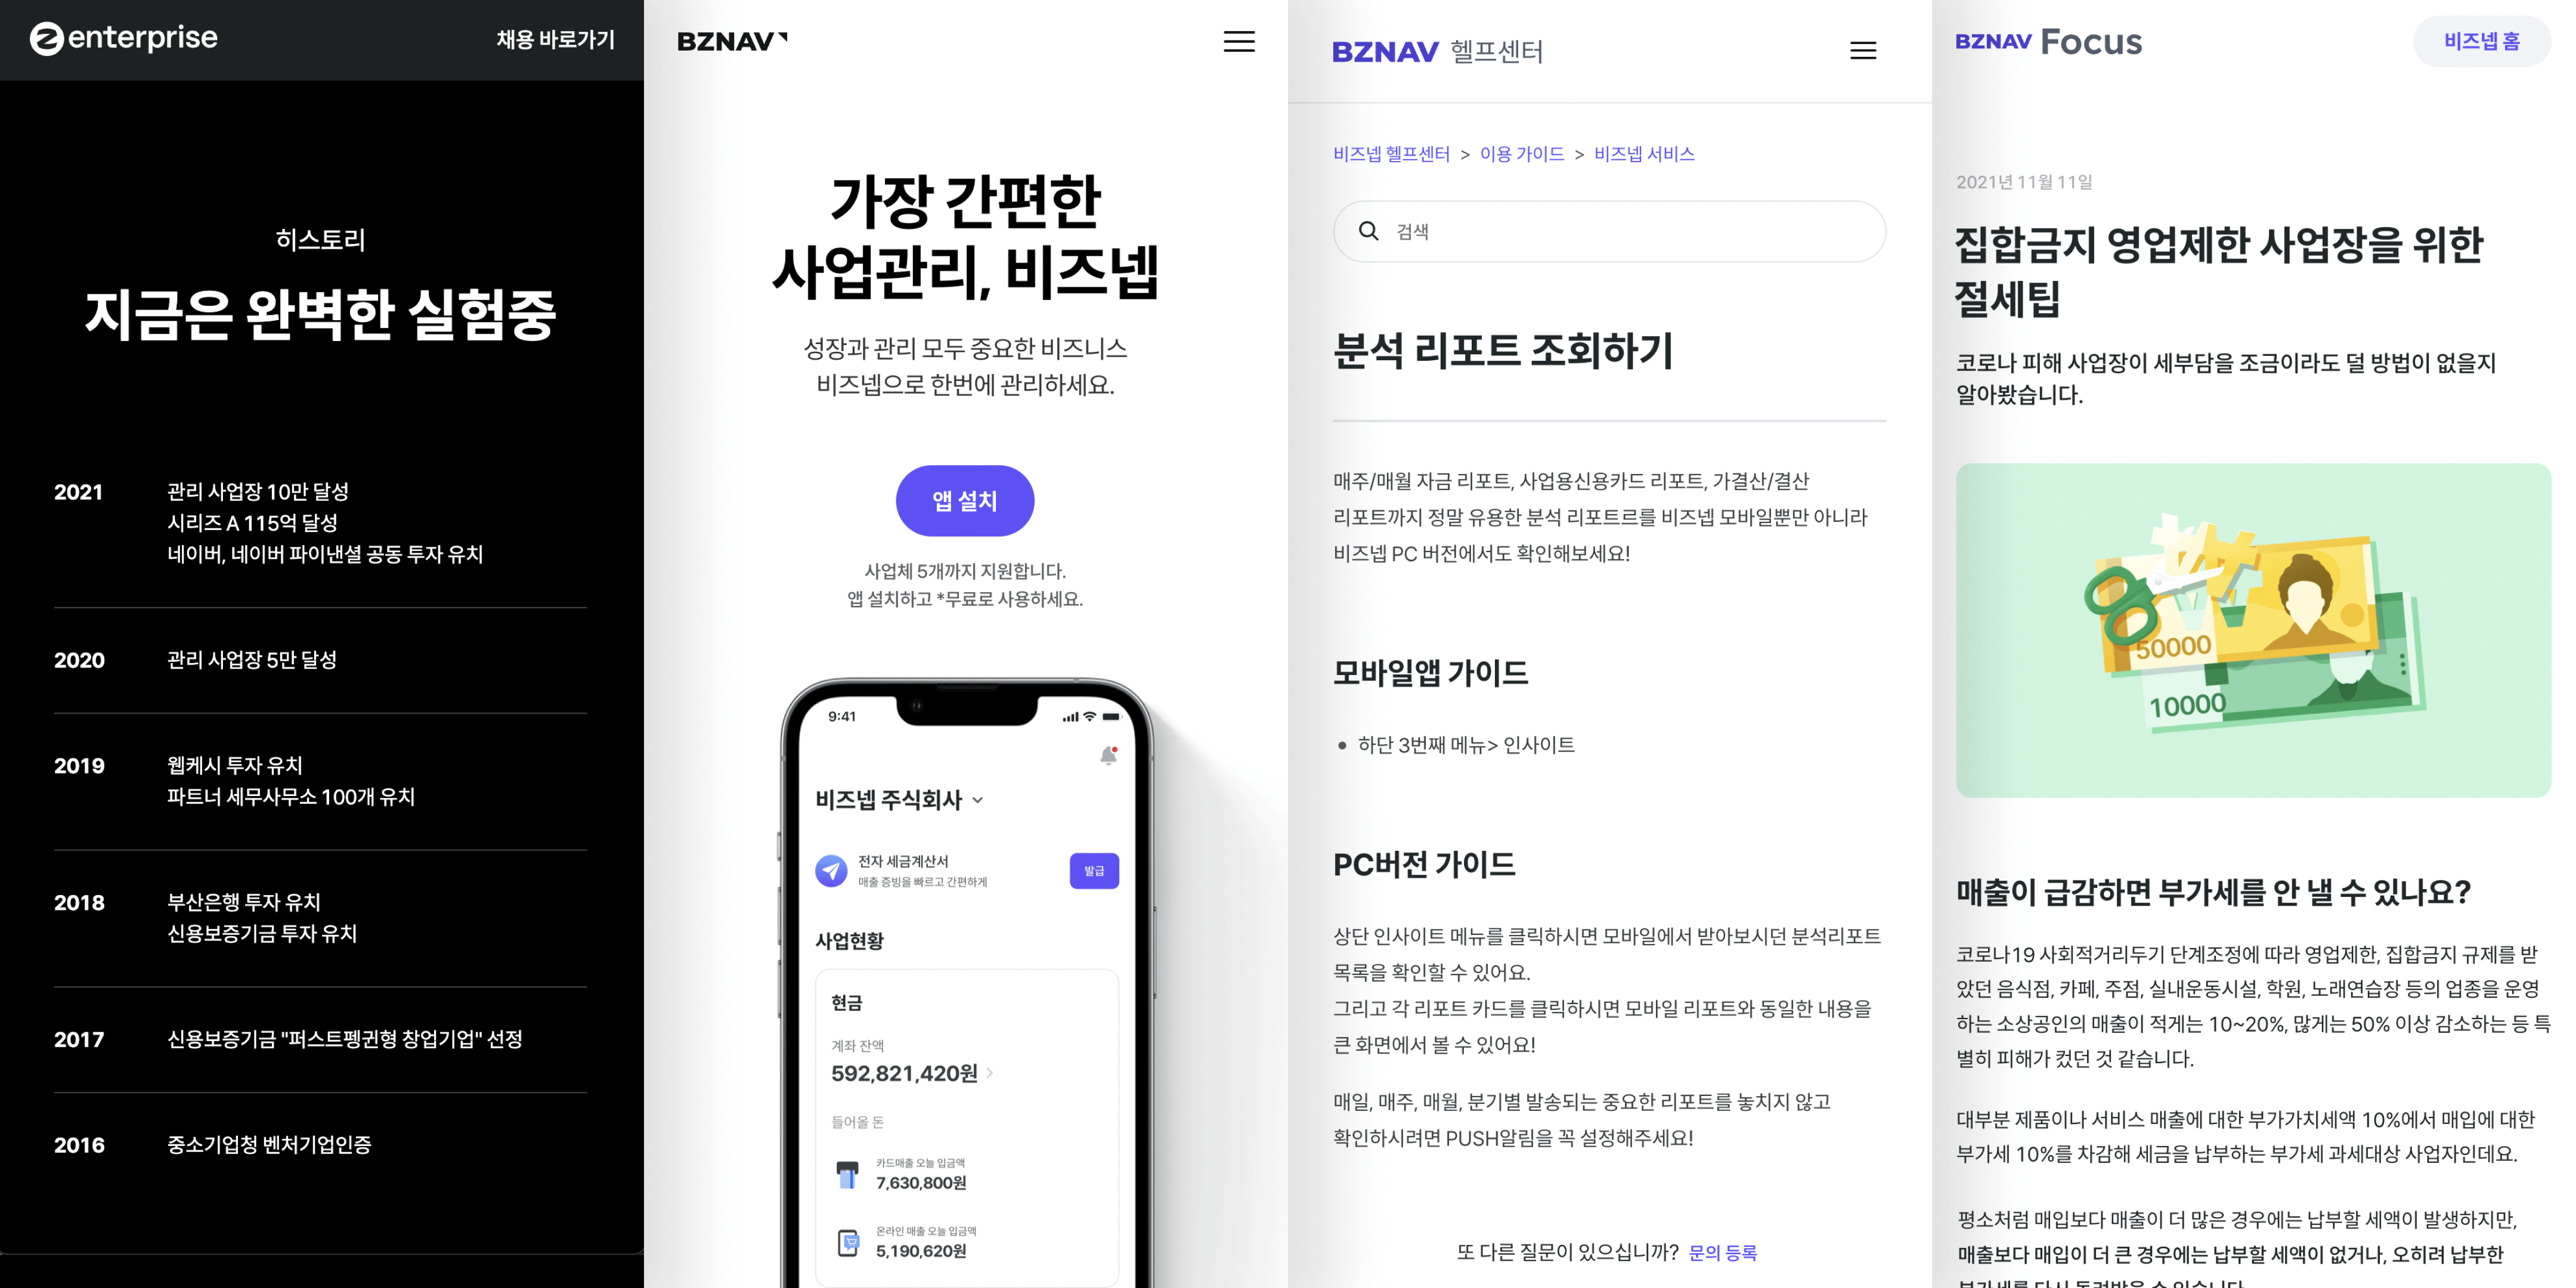 enterprise
채용 바로가기
히스토리
지금은 완벽한 실험중
2021
관리 사업장 10만 달성
시리즈 A 115억 달성
네이버, 네이버 파이낸셜 공동 투자 유치
2020
관리 사업장 5만 달성
2019
웹케시 투자 유치
파트너 세무사무소 100개 유치
2018
부산은행 투자 유치
신용보증기금 투자 유치
2017
신용보증기금 "퍼스트펭귄형 창업기업" 선정
2016
중소기업청 벤처기업인증
BZNAV
가장 간편한
사업관리, 비즈넵
성장과 관리 모두 중요한 비즈니스
비즈넵으로 한번에 관리하세요.
앱 설치
사업체 5개까지 지원합니다.
앱 설치하고 *무료로 사용하세요.
9:41
비즈넵 주식회사
전자 세금계산서
매출 증빙을 빠르고 간편하게
발급
사업현황
현금
계좌 잔액
592,821,420원
들어올 돈
카드매출 오늘 입금액
7,630,800원
온라인 매출 오늘 입금액
5,190,620원
BZNAV 헬프센터
비즈넵 헬프센터 > 이용 가이드 > 비즈넵 서비스
검색
분석 리포트 조회하기
매주/매월 자금 리포트, 사업용신용카드 리포트, 가결산/결산
리포트까지 정말 유용한 분석 리포트르를 비즈넵 모바일뿐만 아니라
비즈넵 PC 버전에서도 확인해보세요!
모바일앱 가이드
• 하단 3번째 메뉴> 인사이트
PC버전 가이드
상단 인사이트 메뉴를 클릭하시면 모바일에서 받아보시던 분석리포트
목록을 확인할 수 있어요.
그리고 각 리포트 카드를 클릭하시면 모바일 리포트와 동일한 내용을
큰 화면에서 볼 수 있어요!
매일, 매주, 매월, 분기별 발송되는 중요한 리포트를 놓치지 않고
확인하시려면 PUSH알림을 꼭 설정해주세요!
또 다른 질문이 있으십니까? 문의 등록
BZNAV Focus
비즈넵 홈
2021년 11월 11일
집합금지 영업제한 사업장을 위한
절세팁
코로나 피해 사업장이 세부담을 조금이라도 덜 방법이 없을지
알아봤습니다.
50000
10000
매출이 급감하면 부가세를 안 낼 수 있나요?
코로나19 사회적거리두기 단계조정에 따라 영업제한, 집합금지 규제를 받
았던 음식점, 카페, 주점, 실내운동시설, 학원, 노래연습장 등의 업종을 운영
하는 소상공인의 매출이 적게는 10~20%, 많게는 50% 이상 감소하는 등 특
별히 피해가 컸던 것 같습니다.
대부분 제품이나 서비스 매출에 대한 부가가치세액 10%에서 매입에 대한
부가세 10%를 차감해 세금을 납부하는 부가세 과세대상 사업자인데요.
평소처럼 매입보다 매출이 더 많은 경우에는 납부할 세액이 발생하지만,
매출보다 매입이 더 큰 경우에는 납부할 세액이 없거나, 오히려 납부한